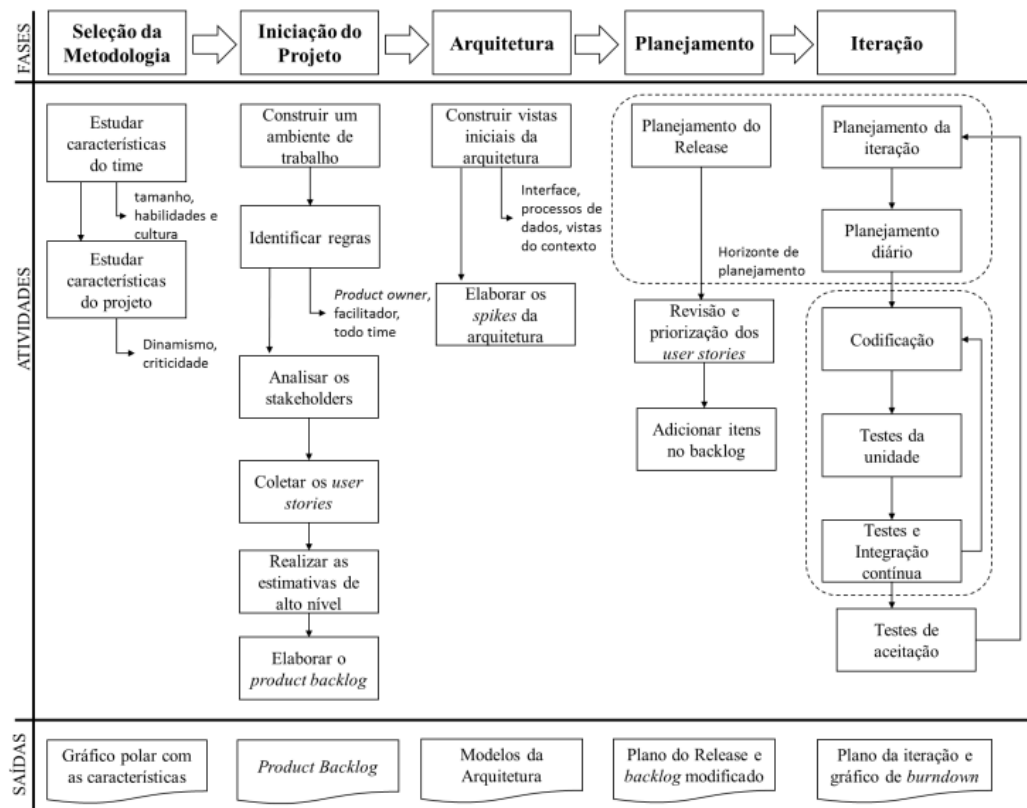 FASES
Seleção da
Metodologia
Iniciação do
Projeto
Arquitetura
Planejamento
Iteração
ATIVIDADES
Estudar
características
do time
tamanho,
habilidades e
cultura
Estudar
características
do projeto
Dinamismo,
criticidade
Construir um
ambiente de
trabalho
Identificar regras
Product owner,
facilitador,
todo time
Analisar os
stakeholders
Coletar os user
stories
Realizar as
estimativas de
alto nível
Elaborar o
product backlog
Construir vistas
iniciais da
arquitetura
Interface,
processos de
dados, vistas
do contexto
Elaborar os
spikes da
arquitetura
Planejamento do
Release
Horizonte de
planejamento
Revisão e
priorização dos
user stories
Adicionar itens
no backlog
Planejamento da
iteração
Planejamento
diário
Codificação
Testes da
unidade
Testes e
Integração
contínua
Testes de
aceitação
SAÍDAS
Gráfico polar com
as características
Product Backlog
Modelos da
Arquitetura
Plano do Release e
backlog modificado
Plano da iteração e
gráfico de burndown